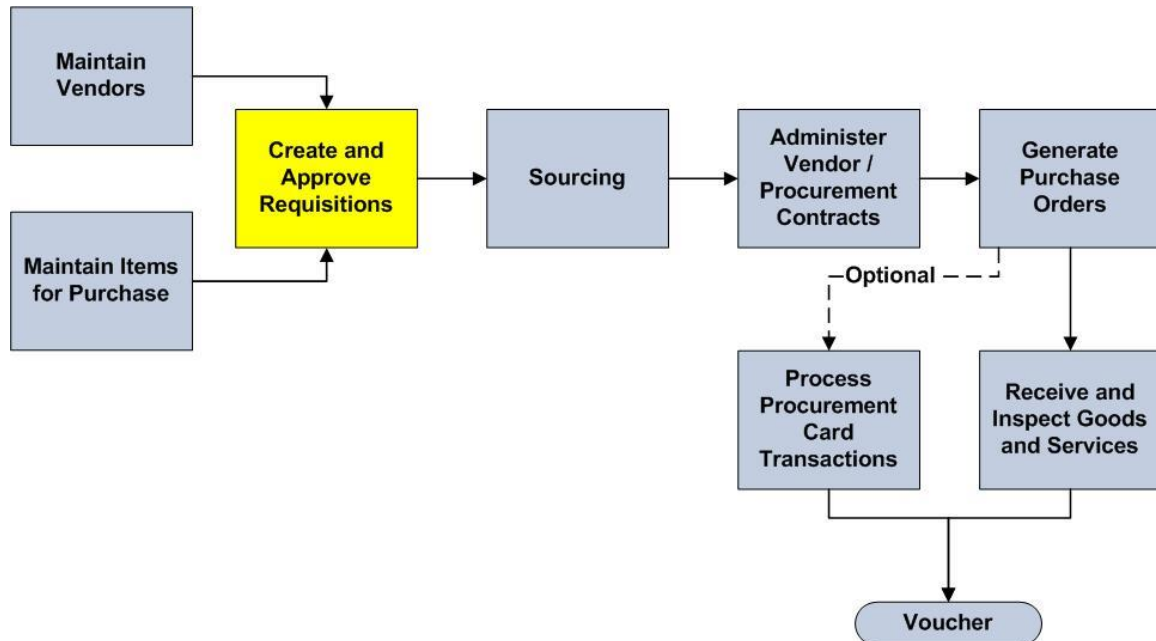 Maintain
Vendors
Create and
Approve
Requisitions
Sourcing
Administer
Vendor /
Procurement
Contracts
Generate
Purchase
Orders
Maintain Items
for Purchase
Optional
Process
Procurement
Card
Transactions
Receive and
Inspect Goods
and Services
Voucher